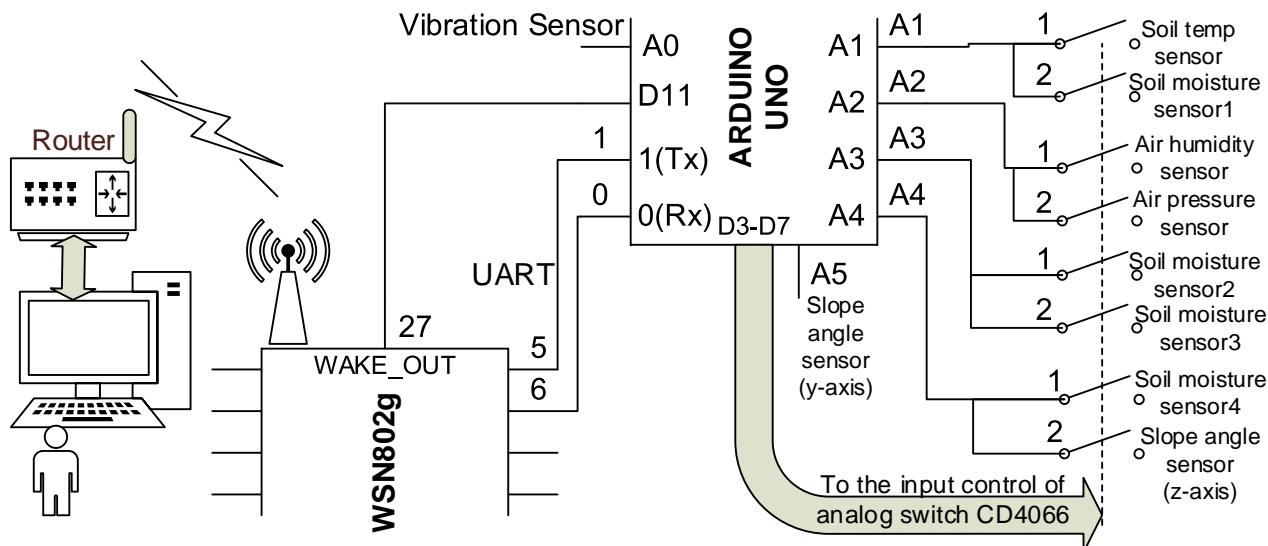 Vibration Sensor
A0
D11
1(Tx)
0(Rx)
D3-D7
ARDUINO
UNO
A1
A2
A3
A4
A1
A2
A3
A4
A5
Slope
angle
sensor
(y-axis)
1
0
UART
Router
27
WAKE_OUT
5
6
WSN802g
1
Soil temp
sensor
2
Soil moisture
sensor1
1
Air humidity
sensor
2
Air pressure
sensor
1
Soil moisture
sensor2
2
Soil moisture
sensor3
1
Soil moisture
sensor4
2
Slope angle
sensor
(z-axis)
To the input control of
analog switch CD4066